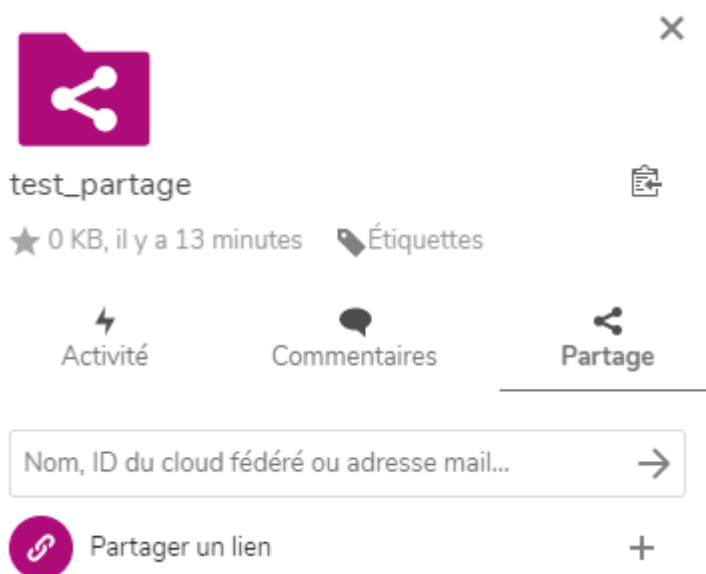 test_partage
0 KB, il y a 13 minutes Étiquettes
Activité Commentaires Partage
Nom, ID du cloud fédéré ou adresse mail...
Partager un lien